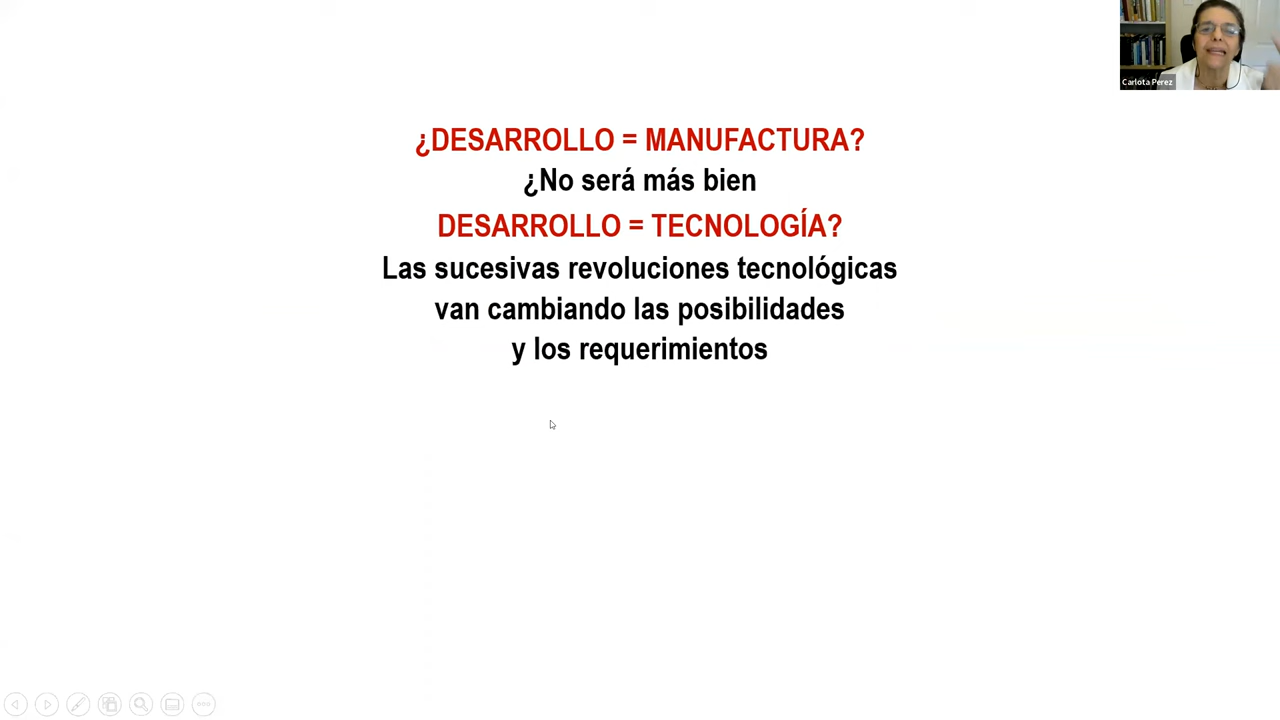 Carlota Perez
¿DESARROLLO = MANUFACTURA?
¿No será más bien
DESARROLLO = TECNOLOGÍA?
Las sucesivas revoluciones tecnológicas
van cambiando las posibilidades
y los requerimientos